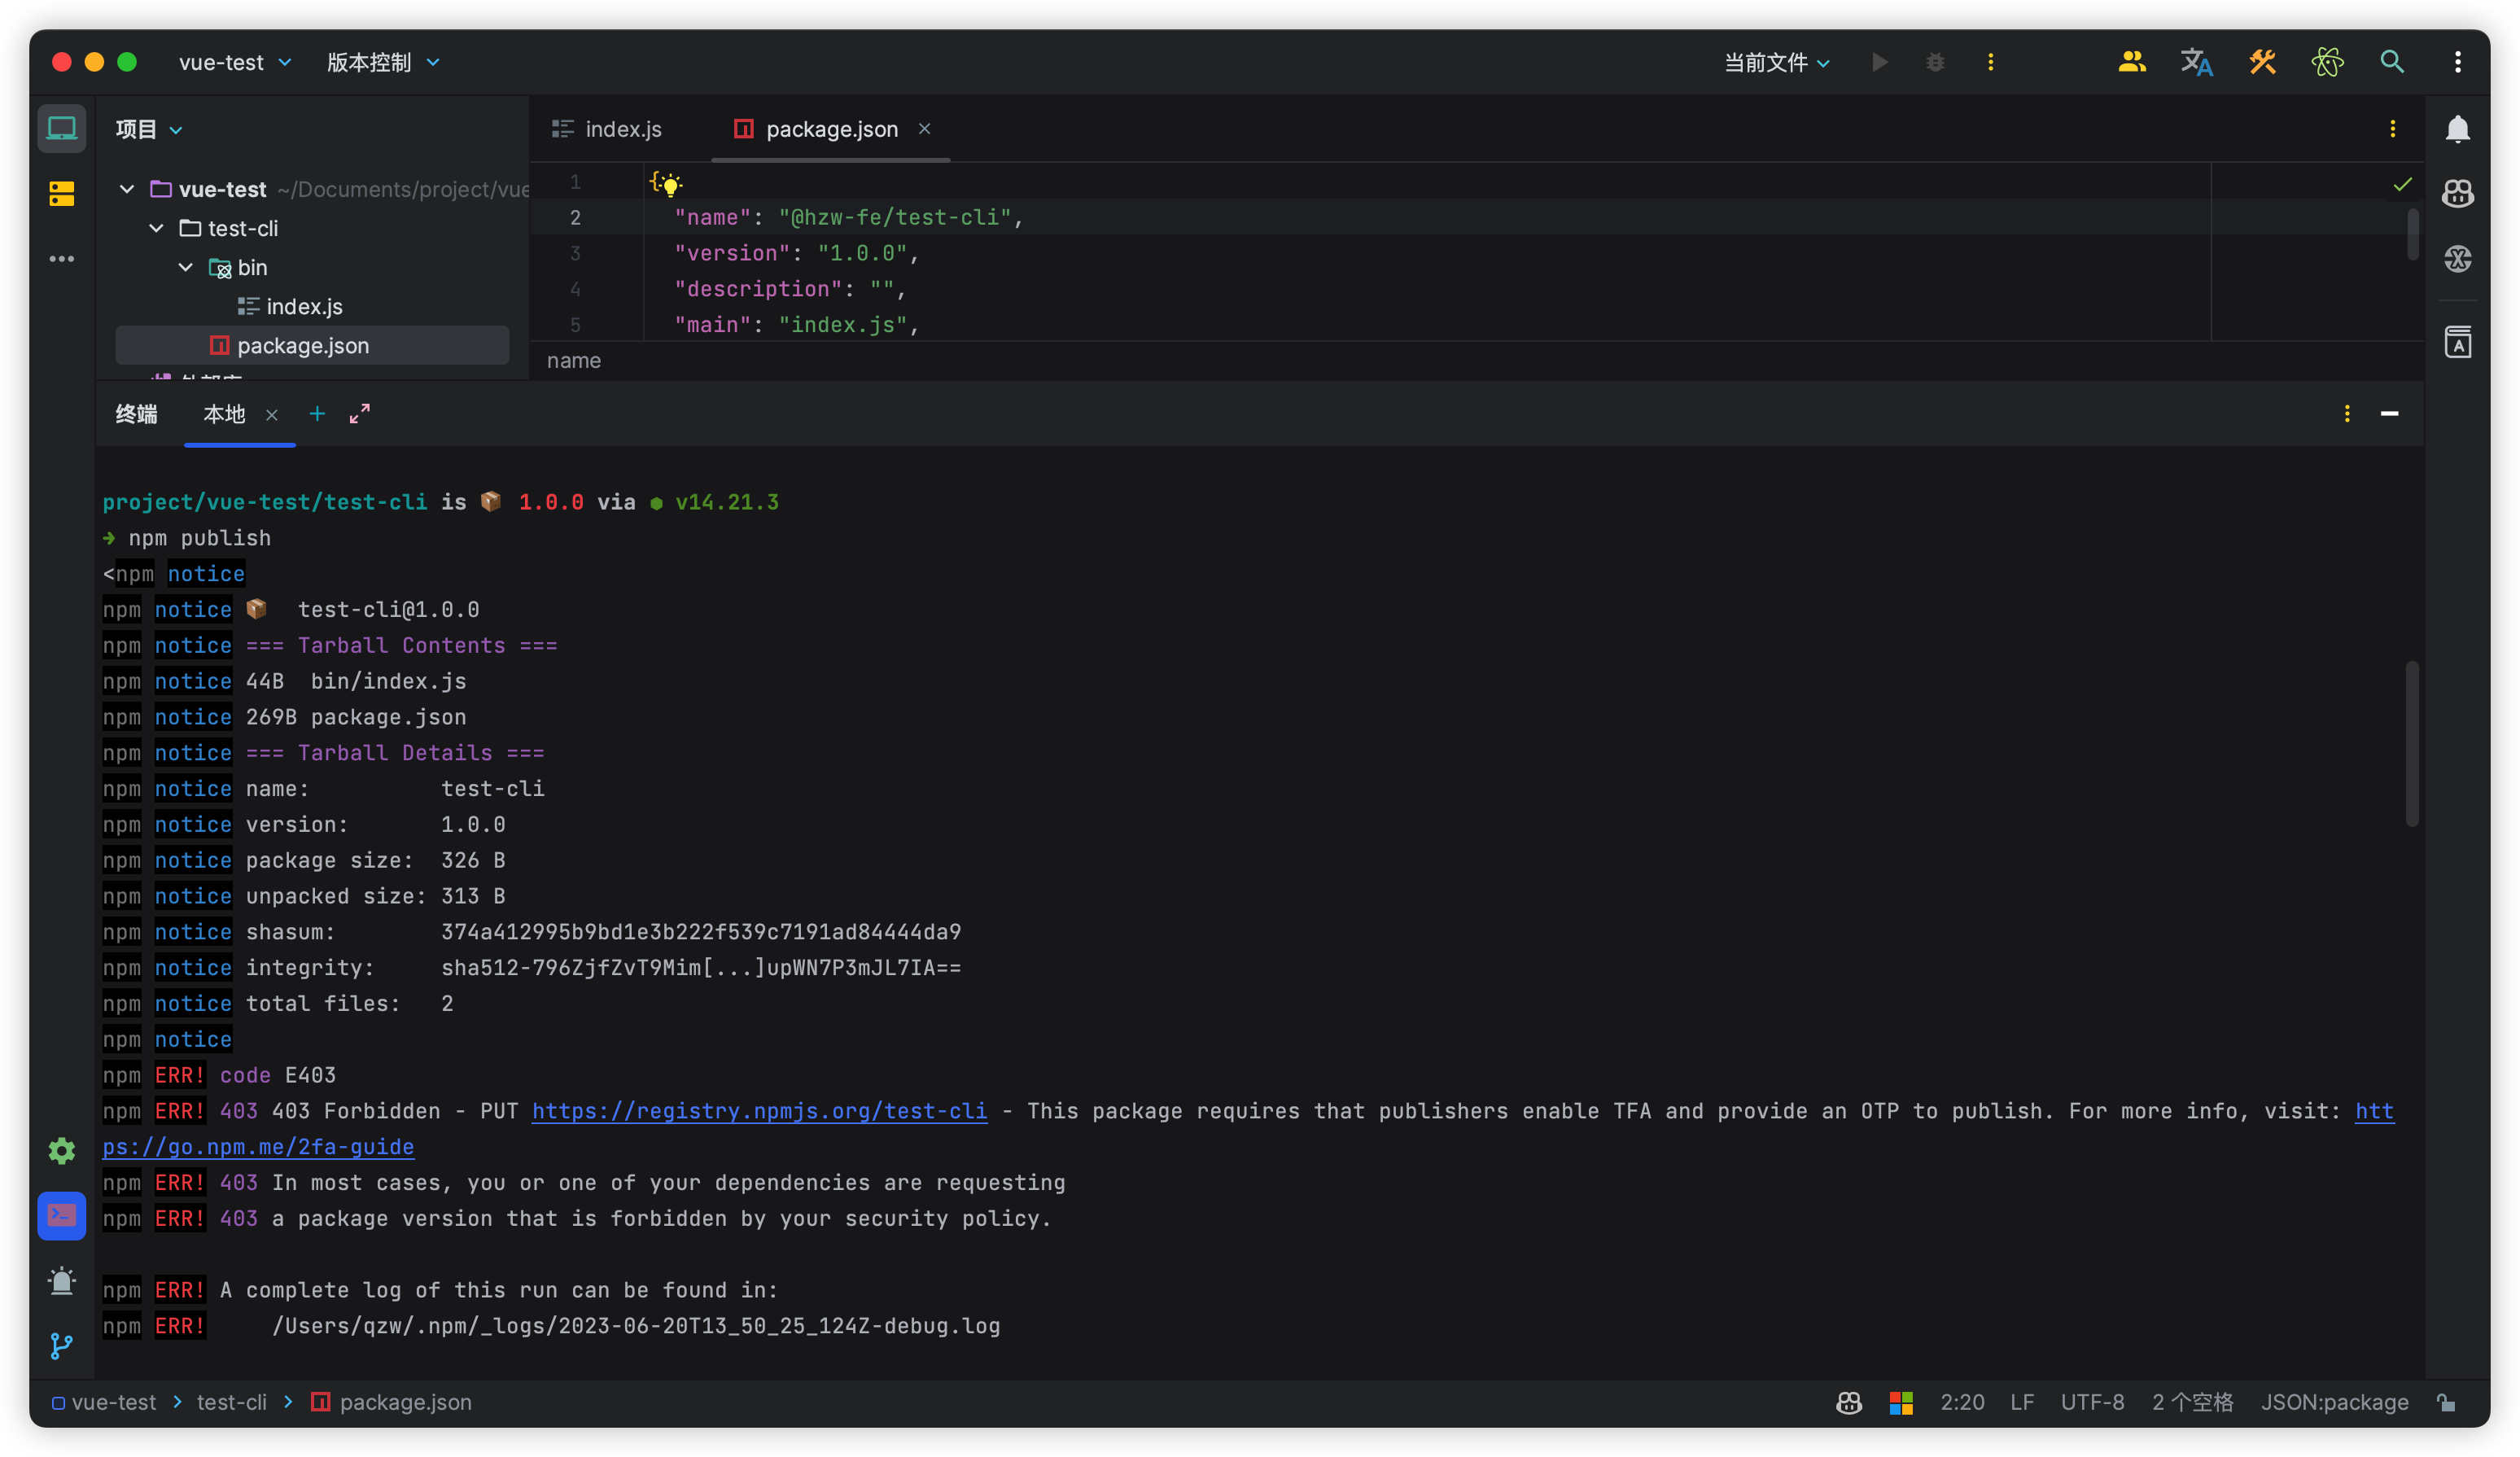 vue-test 版本控制 当前文件
项目
index.js package.json
vue-test ~/Documents/project/vue
test-cli
bin
index.js
package.json
1 {
2 "name": "@hzw-fe/test-cli",
3 "version": "1.0.0",
4 "description": "",
5 "main": "index.js",
name
终端 本地
project/vue-test/test-cli is 📦 1.0.0 via ⬢ v14.21.3
➜ npm publish
<npm notice
npm notice 📦 test-cli@1.0.0
npm notice === Tarball Contents ===
npm notice 44B bin/index.js
npm notice 269B package.json
npm notice === Tarball Details ===
npm notice name: test-cli
npm notice version: 1.0.0
npm notice package size: 326 B
npm notice unpacked size: 313 B
npm notice shasum: 374a412995b9bd1e3b222f539c7191ad84444da9
npm notice integrity: sha512-796ZjfZvT9Mim[...]upWN7P3mJL7IA==
npm notice total files: 2
npm notice
npm ERR! code E403
npm ERR! 403 403 Forbidden - PUT https://registry.npmjs.org/test-cli - This package requires that publishers enable TFA and provide an OTP to publish. For more info, visit: htt
ps://go.npm.me/2fa-guide
npm ERR! 403 In most cases, you or one of your dependencies are requesting
npm ERR! 403 a package version that is forbidden by your security policy.
npm ERR! A complete log of this run can be found in:
npm ERR! /Users/qzw/.npm/_logs/2023-06-20T13_50_25_124Z-debug.log
vue-test > test-cli > package.json 2:20 LF UTF-8 2 个空格 JSON:package